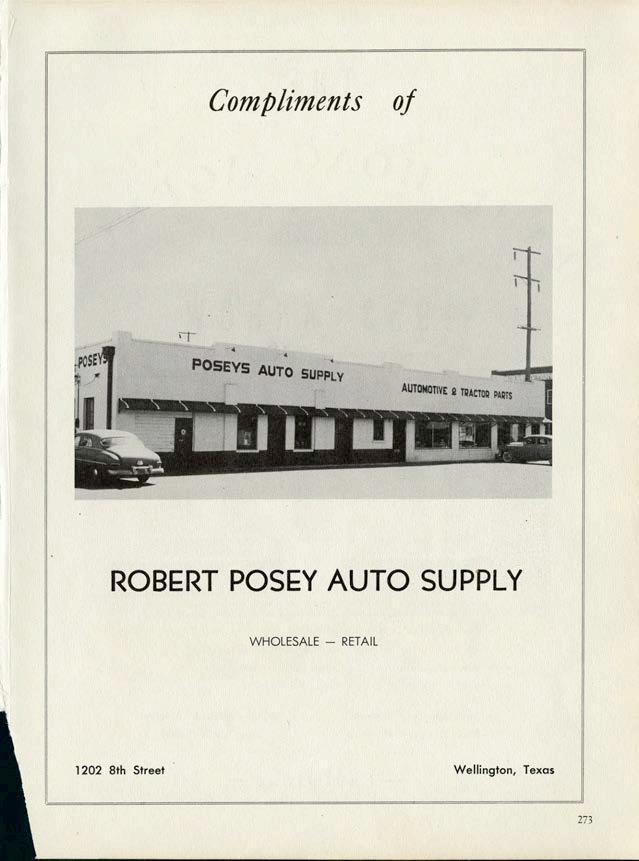 Compliments of
POSEYS
POSEYS AUTO SUPPLY
AUTOMOTIVE & TRACTOR PARTS
ROBERT POSEY AUTO SUPPLY
WHOLESALE — RETAIL
1202 8th Street
Wellington, Texas
273